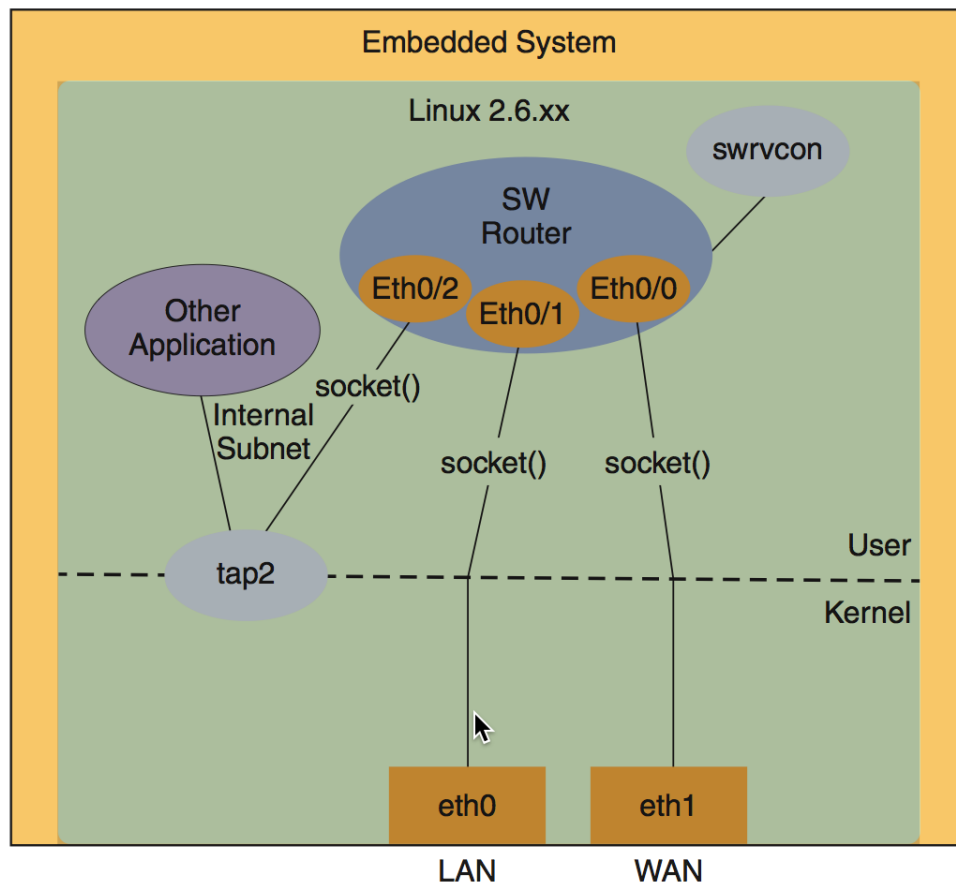 Embedded System
Linux 2.6.xx
swrvcon
SW
Router
Eth0/2
Eth0/1
Eth0/0
Other
Application
socket()
Internal
Subnet
socket()
socket()
tap2
User
Kernel
eth0
eth1
LAN
WAN